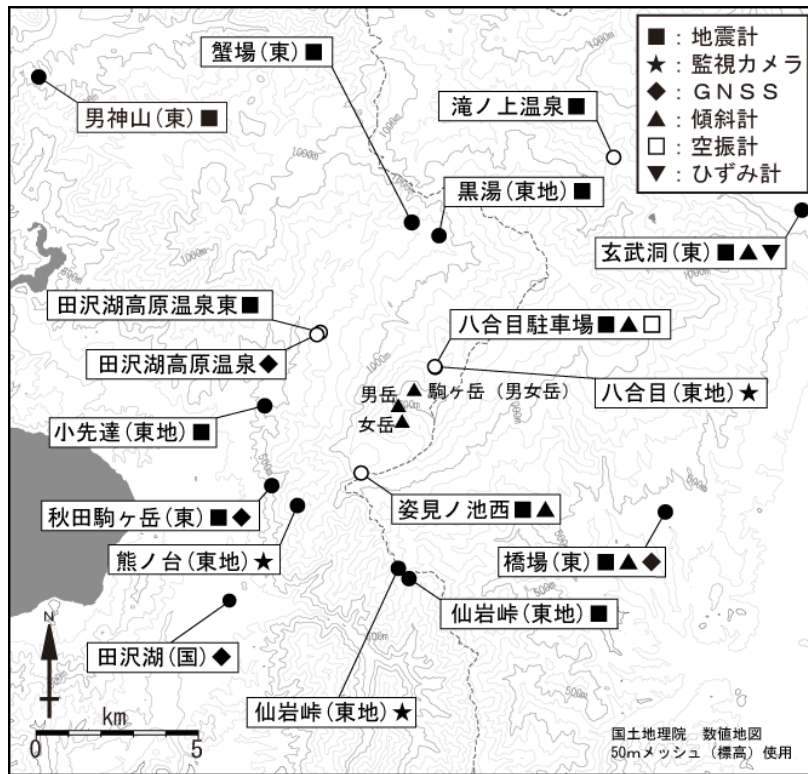 ■：地震計
★：監視カメラ
◆：ＧＮＳＳ
▲：傾斜計
□：空振計
▼：ひずみ計
蟹場(東)■
男神山(東)■
滝ノ上温泉■
黒湯(東地)■
玄武洞(東)■▲▼
田沢湖高原温泉東■
八合目駐車場■▲□
田沢湖高原温泉◆
八合目(東地)★
男岳
駒ヶ岳（男女岳）
女岳
小先達(東地)■
秋田駒ヶ岳(東)■◆
姿見ノ池西■▲
熊ノ台(東地)★
橋場(東)■▲◆
仙岩峠(東地)■
田沢湖(国)◆
仙岩峠(東地)★
N
km
0
5
1000m
1000m
1000m
1000m
500m
500m
国土地理院　数値地図
50mメッシュ（標高）使用